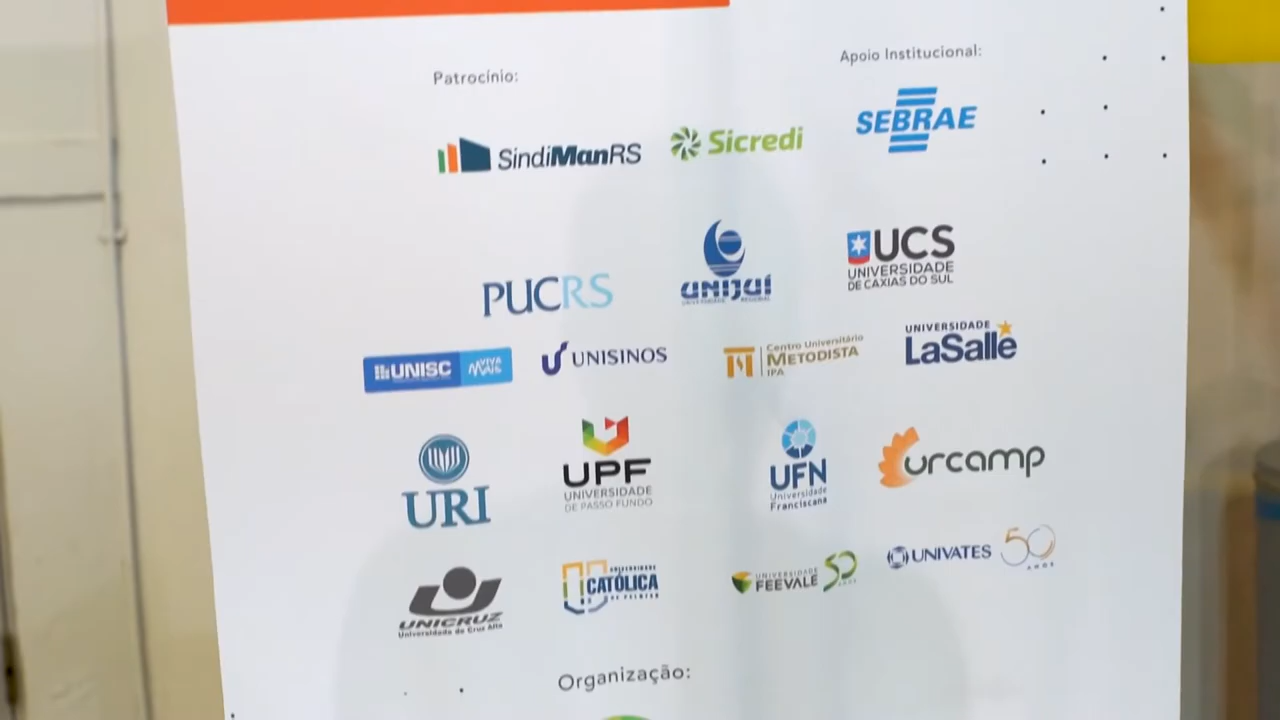 Patrocínio:
Apoio Institucional:
SindiManRS
Sicredi
SEBRAE
PUCRS
UNIJUÍ
UNIVERSIDADE REGIONAL
UCS
UNIVERSIDADE
DE CAXIAS DO SUL
UNISC
VIVA
MAIS
UNISINOS
Centro Universitário
METODISTA
IPA
UNIVERSIDADE
LaSalle
URI
UPF
UNIVERSIDADE
DE PASSO FUNDO
UFN
Universidade
Franciscana
urcamp
UNICRUZ
Universidade de Cruz Alta
UNIVERSIDADE
CATÓLICA
DE PELOTAS
UNIVERSIDADE
FEEVALE
50
ANOS
UNIVATES
50
ANOS
Organização: